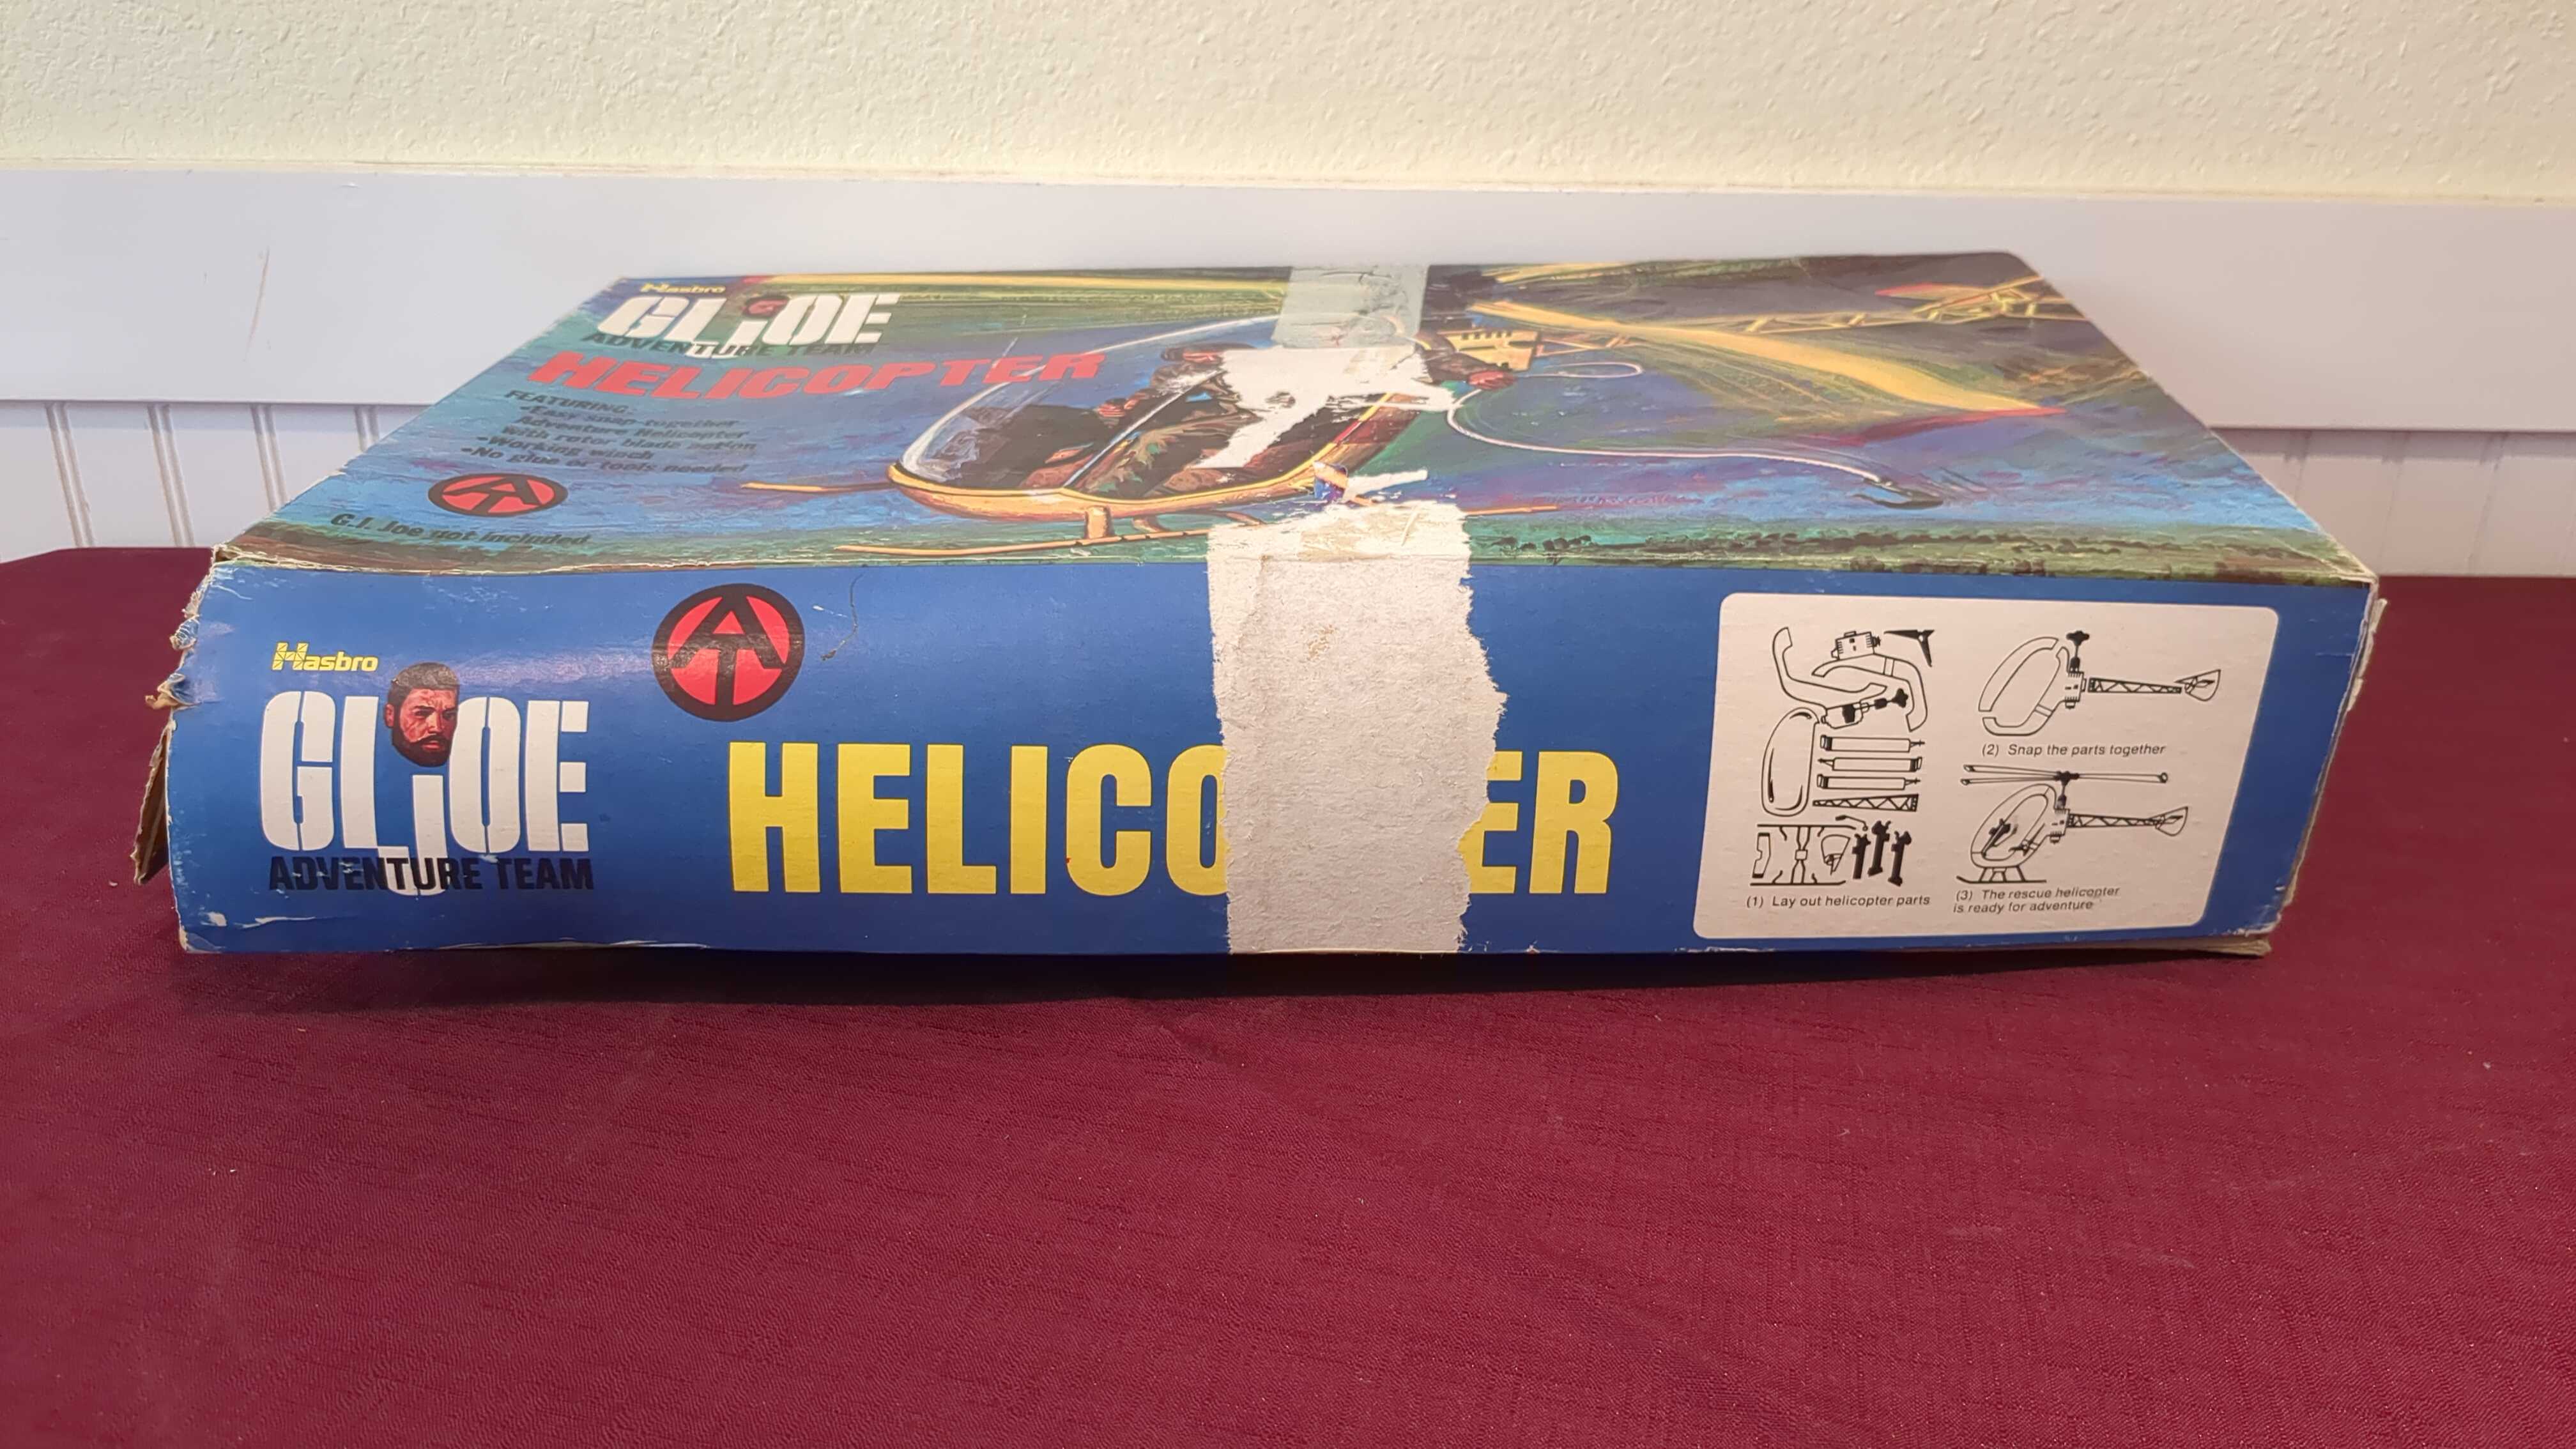 Hasbro
GI JOE
ADVENTURE TEAM
HELICOPTER
FEATURING:
•Easy snap-together
Adventure Helicopter
with rotor blade action
•Working winch
•No glue or tools needed
AT
G.I. Joe not included
Hasbro
GI JOE
ADVENTURE TEAM
AT
HELICO ER
(1) Lay out helicopter parts
(2) Snap the parts together
(3) The rescue helicopter
is ready for adventure